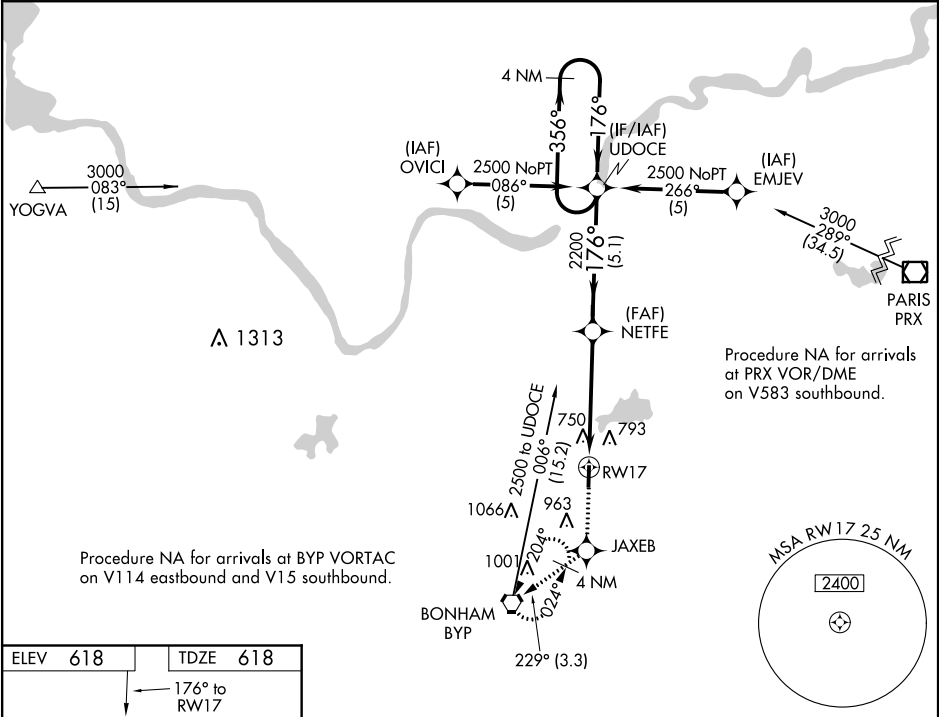 4 NM
356°
176°
(IF/IAF)
UDOCE
(IAF)
OVICI
2500 NoPT
086°
(5)
2500 NoPT
266°
(5)
(IAF)
EMJEV
3000
083°
(15)
YOGVA
3000
289°
(34.5)
PARIS
PRX
2200
176°
(5.1)
(FAF)
NETFE
1313
Procedure NA for arrivals
at PRX VOR/DME
on V583 southbound.
2500 to UDOCE
006°
(15.2)
750
793
RW17
1066
963
JAXEB
1001
204°
024°
4 NM
BONHAM
BYP
229° (3.3)
Procedure NA for arrivals at BYP VORTAC
on V114 eastbound and V15 southbound.
MSA RW17 25 NM
2400
ELEV 618
TDZE 618
176° to
RW17